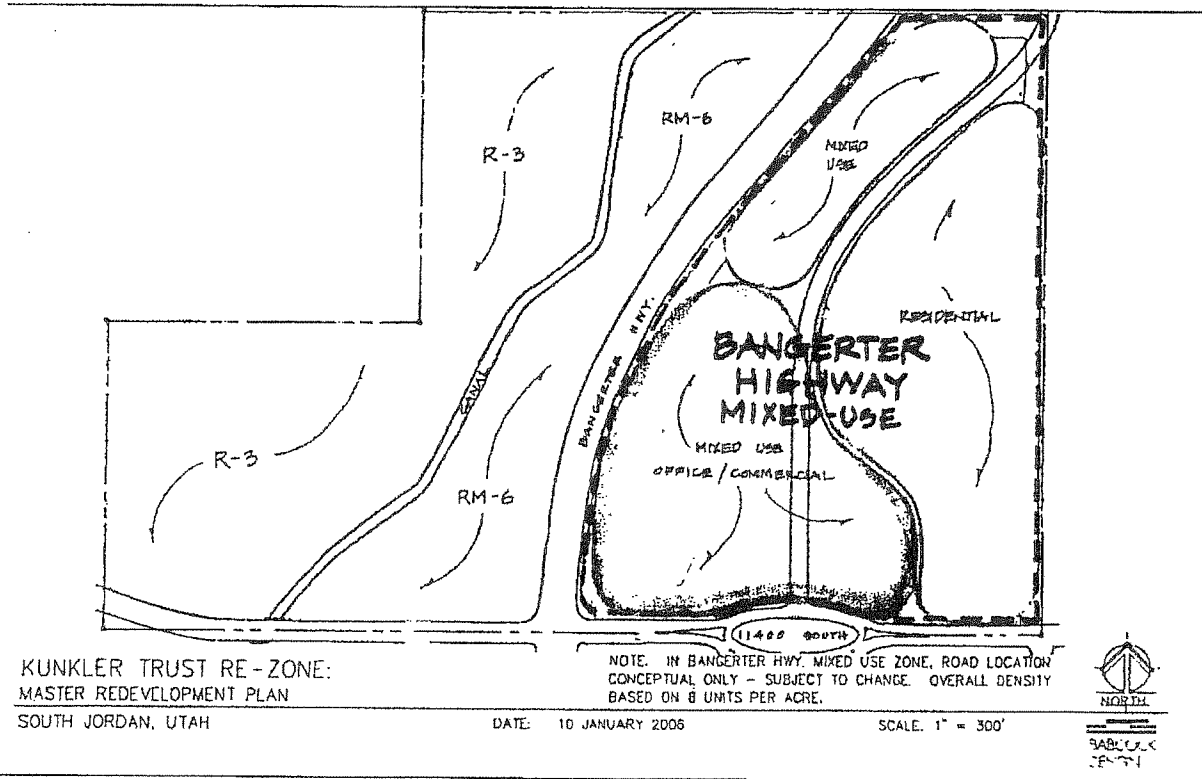 R-3
RM-6
MIXED
USE
RESIDENTIAL
BANGERTER HWY.
BANGERTER
HIGHWAY
MIXED-USE
CANAL
MIXED USE
OFFICE/COMMERCIAL
R-3
RM-6
11400 SOUTH
KUNKLER TRUST RE-ZONE:
MASTER REDEVELOPMENT PLAN
SOUTH JORDAN, UTAH
NOTE. IN BANGERTER HWY. MIXED USE ZONE, ROAD LOCATION
CONCEPTUAL ONLY - SUBJECT TO CHANGE. OVERALL DENSITY
BASED ON 8 UNITS PER ACRE.
DATE: 10 JANUARY 2006
SCALE. 1" = 300'
NORTH
BABCOCK